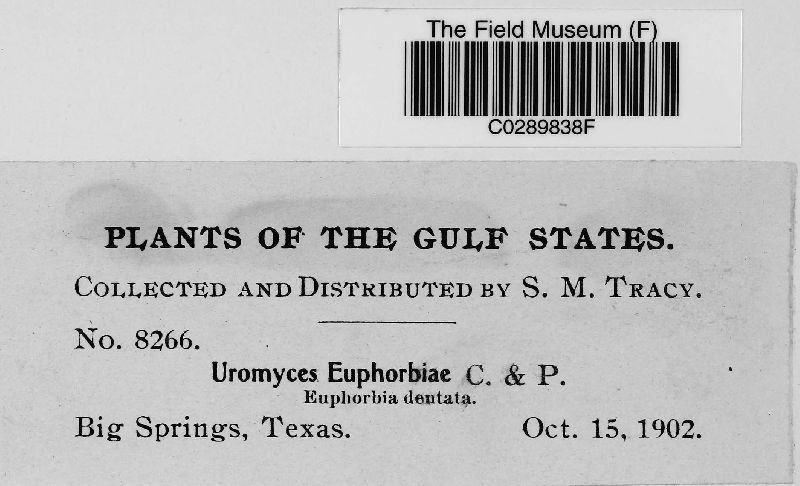 The Field Museum (F)
C0289838F
PLANTS OF THE GULF STATES.
COLLECTED AND DISTRIBUTED BY S. M. TRACY.
No. 8266.
Uromyces Euphorbiae C. & P.
Euphorbia dentata.
Big Springs, Texas. Oct. 15, 1902.